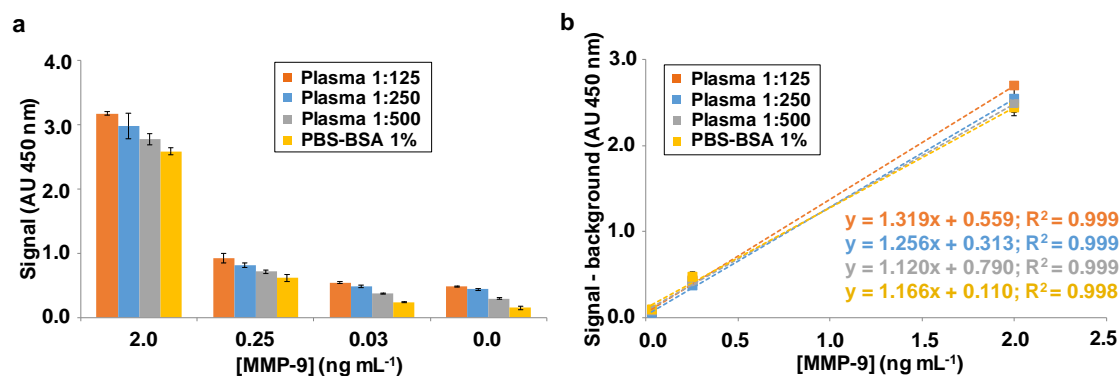 a
Signal (AU 450 nm)
4.0
3.0
2.0
1.0
0.0
Plasma 1:125
Plasma 1:250
Plasma 1:500
PBS-BSA 1%
2.0 0.25 0.03 0.0
[MMP-9] (ng mL-1)
b
Signal - background (AU 450 nm)
3.0
2.0
1.0
0.0
Plasma 1:125
Plasma 1:250
Plasma 1:500
PBS-BSA 1%
y = 1.319x + 0.559; R2 = 0.999
y = 1.256x + 0.313; R2 = 0.999
y = 1.120x + 0.790; R2 = 0.999
y = 1.166x + 0.110; R2 = 0.998
0.0 0.5 1.0 1.5 2.0 2.5
[MMP-9] (ng mL-1)